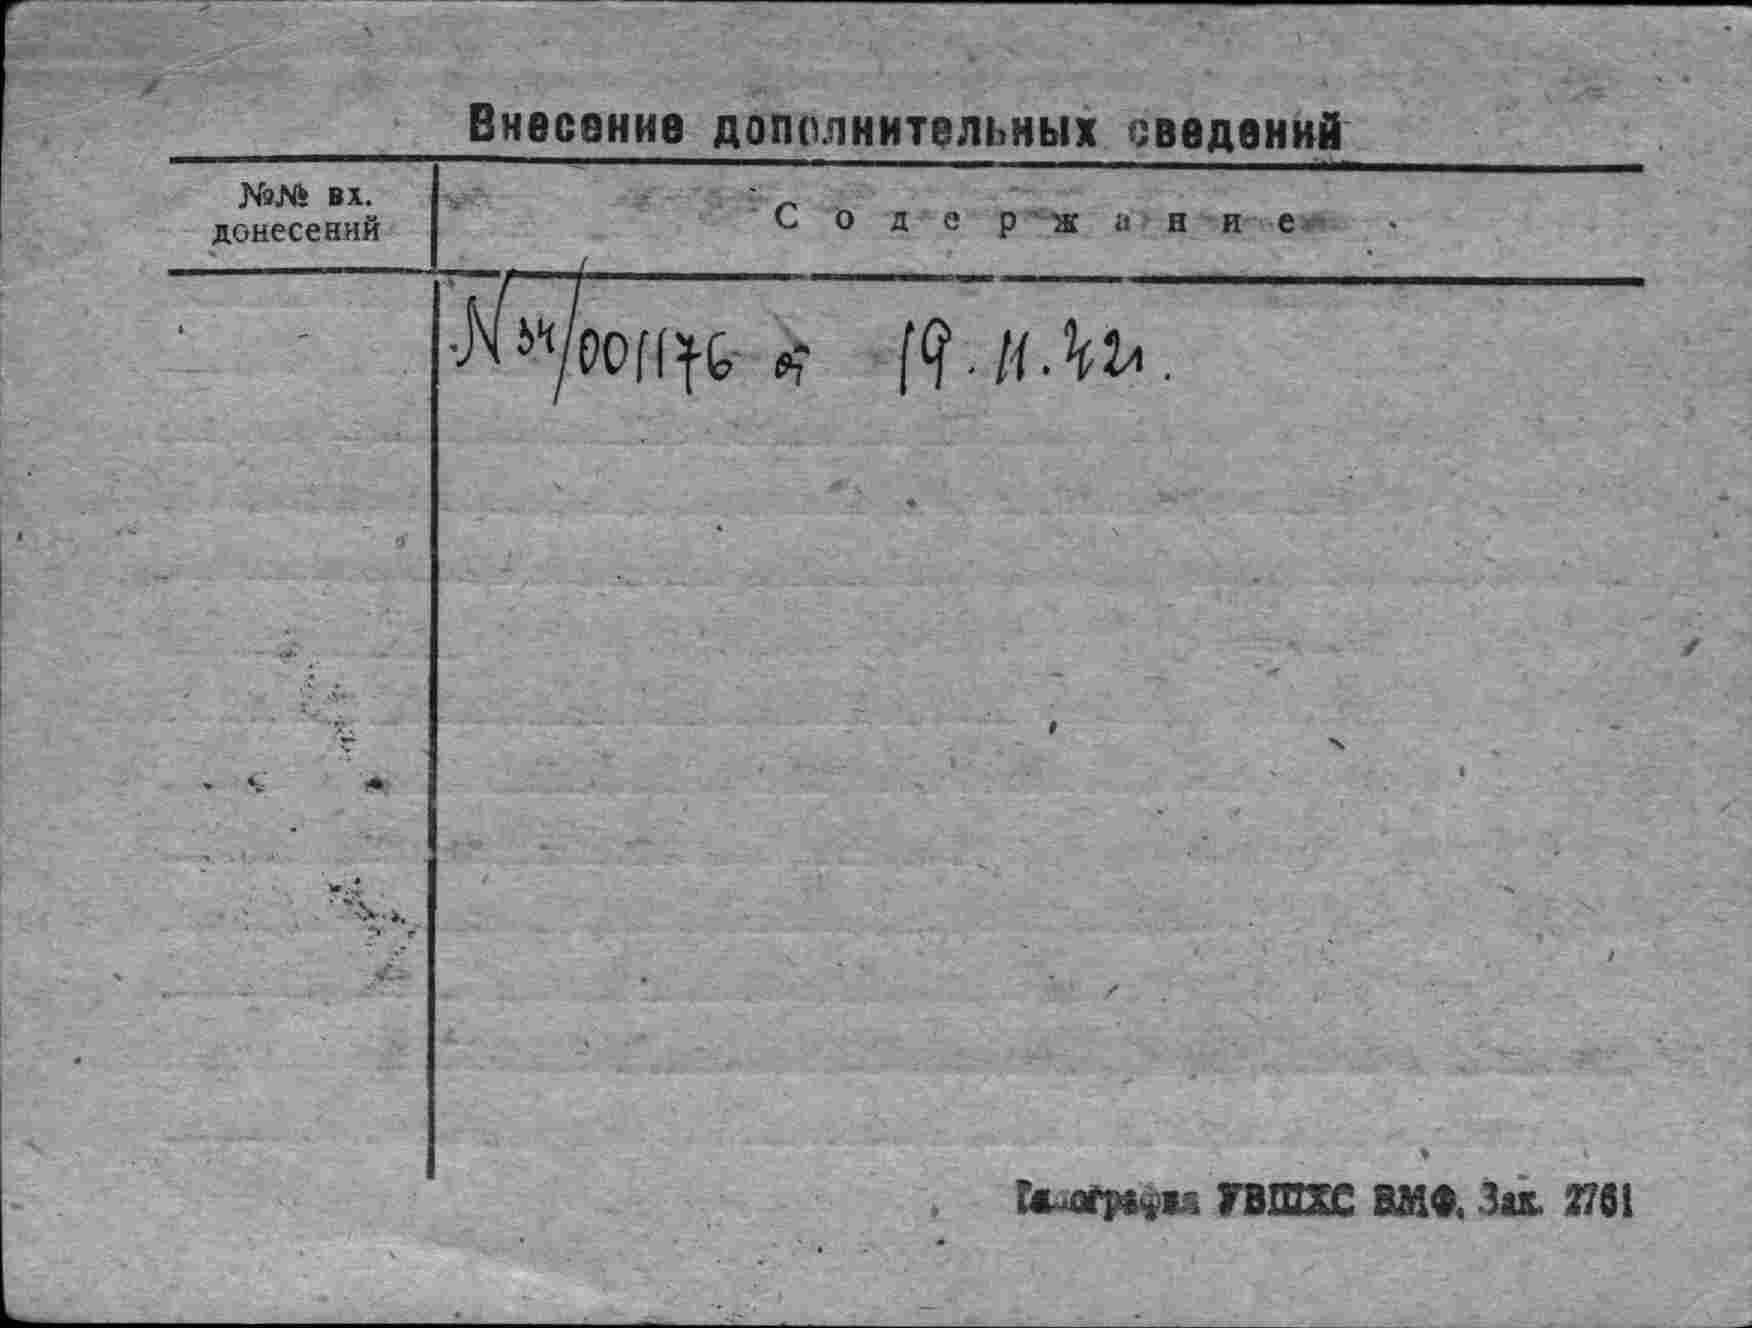 Внесение дополнительных сведений
№№ вх.
донесений
Содержание
№ 34/001176 от 19.11.42г.
Типография УВШХС ВМФ. Зак. 2761